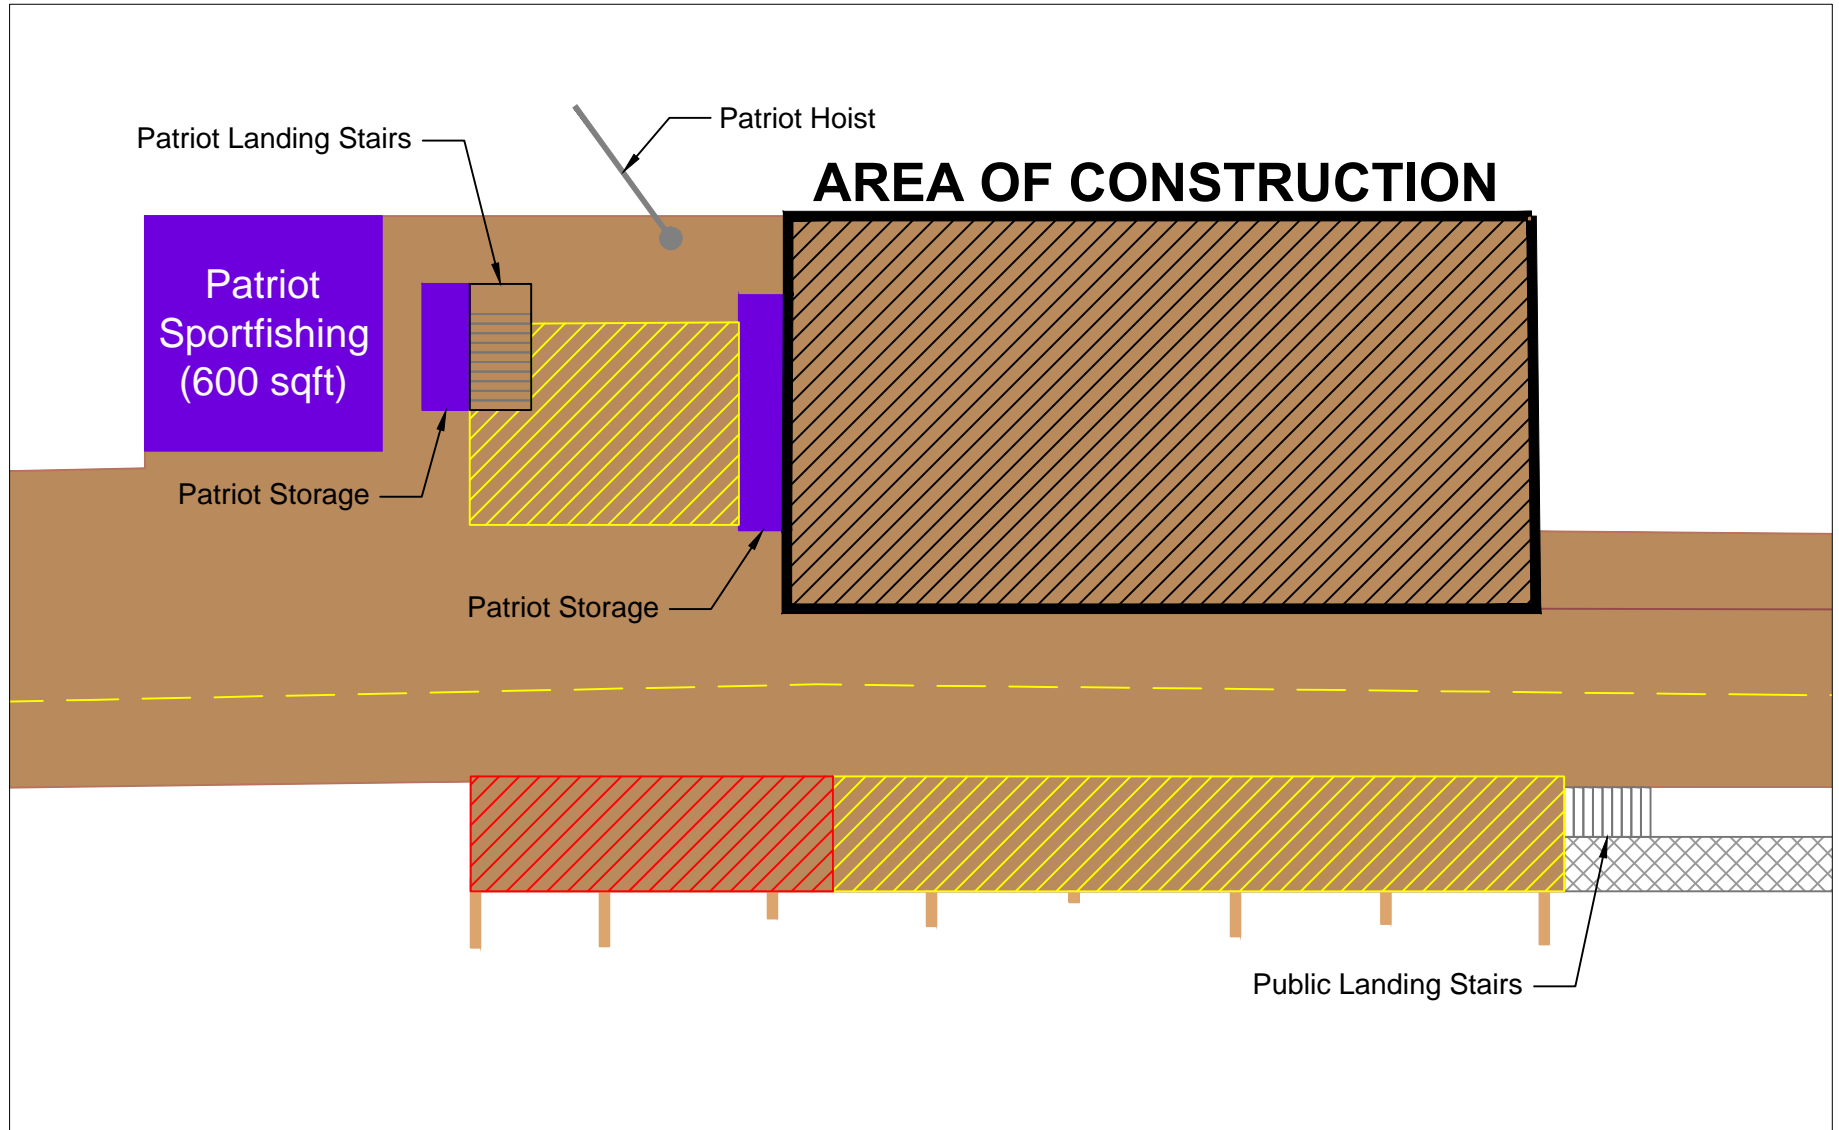 Patriot Hoist
Patriot Landing Stairs
AREA OF CONSTRUCTION
Patriot
Sportfishing
(600 sqft)
Patriot Storage
Patriot Storage
Public Landing Stairs